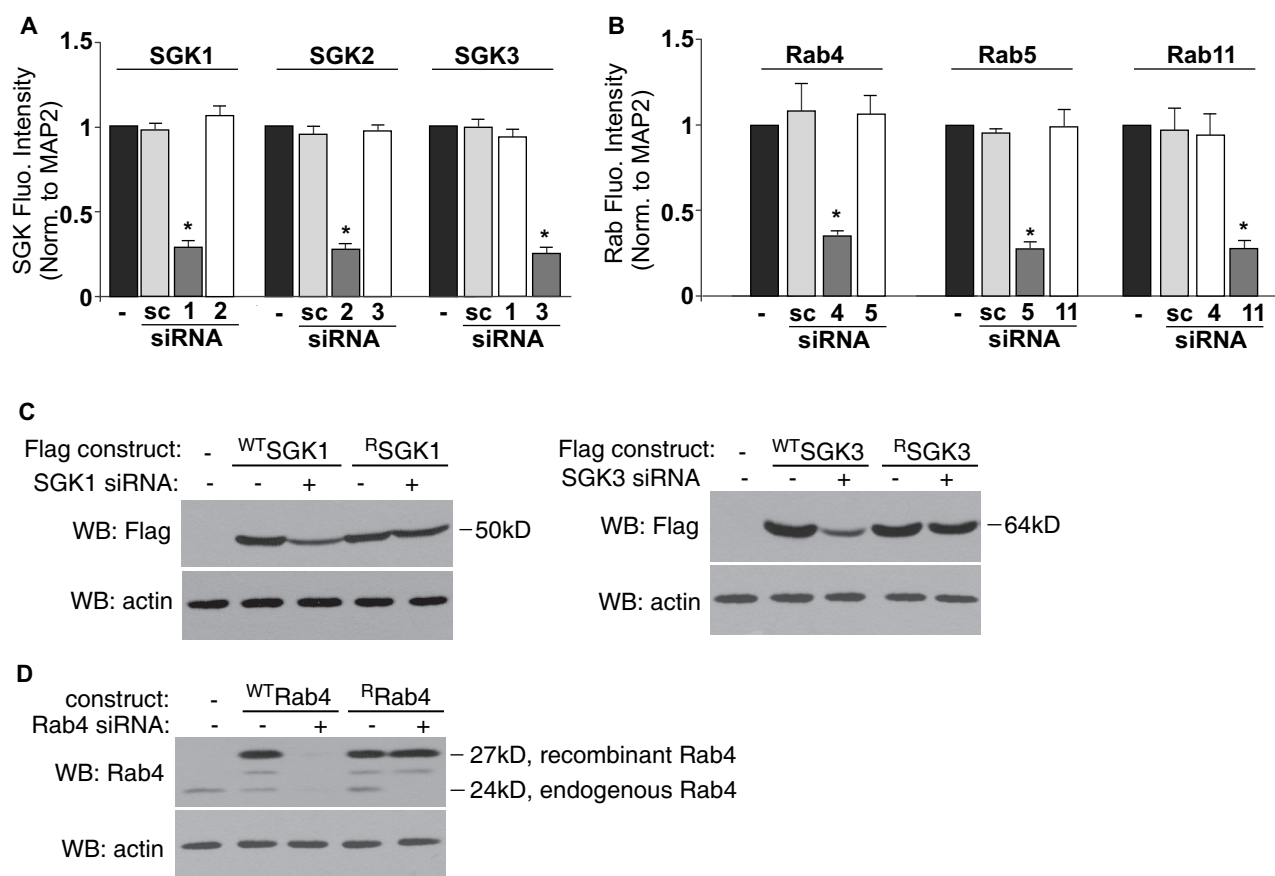 A
SGK Fluo. Intensity
(Norm. to MAP2)
1.5
1
0.5
0
SGK1 SGK2 SGK3
* * *
- sc 1 2 - sc 2 3 - sc 1 3
siRNA siRNA siRNA
B
Rab Fluo. Intensity
(Norm. to MAP2)
1.5
1
0.5
0
Rab4 Rab5 Rab11
* * *
- sc 4 5 - sc 5 11 - sc 4 11
siRNA siRNA siRNA
C
Flag construct: - WTSGK1 RSGK1
SGK1 siRNA: - - + - +
WB: Flag
50kD
WB: actin
Flag construct: - WTSGK3 RSGK3
SGK3 siRNA - - + - +
WB: Flag
64kD
WB: actin
D
construct: - WTRab4 RRab4
Rab4 siRNA: - - + - +
WB: Rab4
27kD, recombinant Rab4
24kD, endogenous Rab4
WB: actin